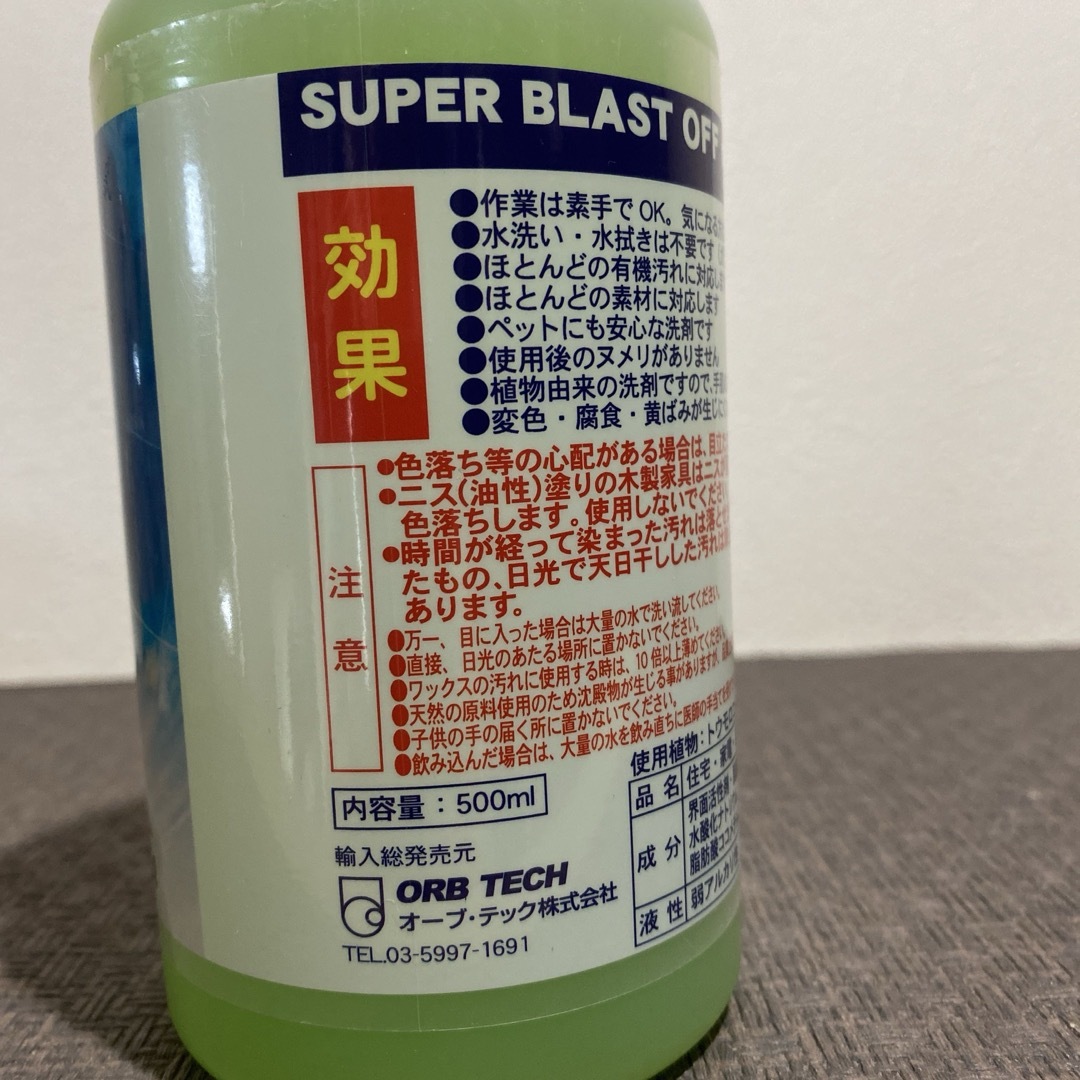 SUPER BLAST OFF
効果
●作業は素手でOK。気になる
●水洗い・水拭きは不要です
●ほとんどの有機汚れに対応しま
●ほとんどの素材に対応します
●ペットにも安心な洗剤です
●使用後のヌメリがありません
●植物由来の洗剤ですので、手
●変色・腐食・黄ばみが生じに
注意
●色落ち等の心配がある場合は、目立
●ニス(油性)塗りの木製家具はニスが
色落ちします。使用しないでください
●時間が経って染まった汚れは落
たもの、日光で天日干しした汚れは
あります。
●万一、目に入った場合は大量の水で洗い流してください。
●直接、日光のあたる場所に置かないでください。
●ワックスの汚れに使用する時は、10倍以上薄めてください。
●天然の原料使用のため沈殿物が生じる事がありますが、
●子供の手の届く所に置かないでください。
●飲み込んだ場合は、大量の水を飲み直ちに医師の手当てを
内容量：500ml
輸入総発売元
ORB TECH
オーブ・テック株式会社
TEL.03-5997-1691
使用植物：トウモロ
品名 住宅・家
成分 界面活性剤
水酸化ナト
脂肪酸ココ
液性 弱アルカリ